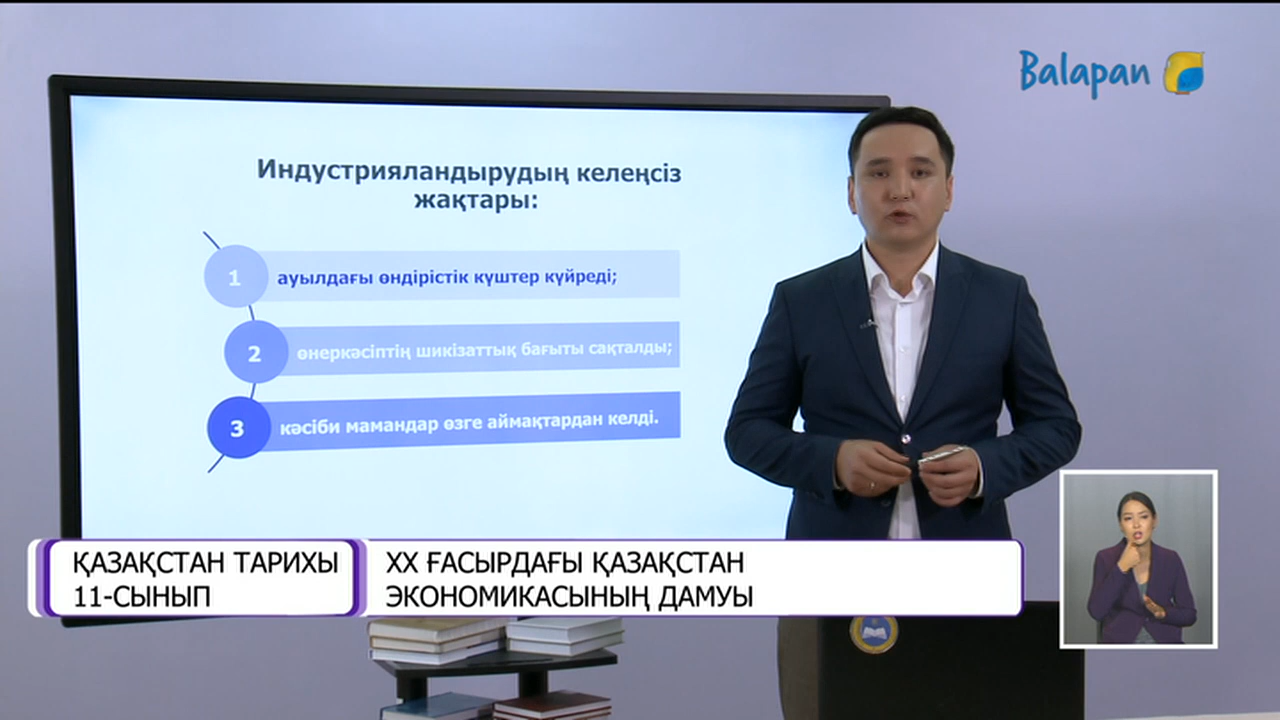 Balapan
Индустрияландырудың келеңсіз
жақтары:
1 ауылдағы өндірістік күштер күйреді;
2 өнеркәсіптің шикізаттық бағыты сақталды;
3 кәсіби мамандар өзге аймақтардан келді.
ҚАЗАҚСТАН ТАРИХЫ
11-СЫНЫП
ХХ ҒАСЫРДАҒЫ ҚАЗАҚСТАН
ЭКОНОМИКАСЫНЫҢ ДАМУЫ